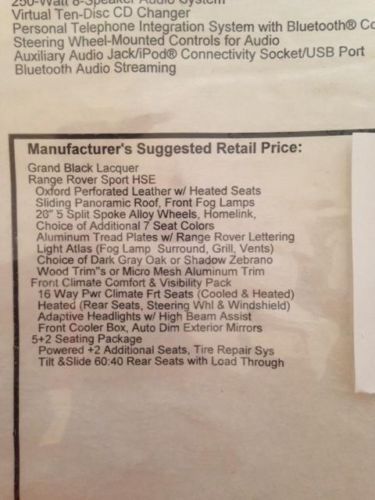 250-Watt 8-Speaker Audio System
Virtual Ten-Disc CD Changer
Personal Telephone Integration System with Bluetooth® Co
Steering Wheel-Mounted Controls for Audio
Auxiliary Audio Jack/iPod® Connectivity Socket/USB Port
Bluetooth Audio Streaming
Manufacturer's Suggested Retail Price:
Grand Black Lacquer
Range Rover Sport HSE
Oxford Perforated Leather w/ Heated Seats
Sliding Panoramic Roof, Front Fog Lamps
20" 5 Split Spoke Alloy Wheels, Homelink,
Choice of Additional 7 Seat Colors
Aluminum Tread Plates w/ Range Rover Lettering
Light Atlas (Fog Lamp Surround, Grill, Vents)
Choice of Dark Gray Oak or Shadow Zebrano
Wood Trim"s or Micro Mesh Aluminum Trim
Front Climate Comfort & Visibility Pack
16 Way Pwr Climate Frt Seats (Cooled & Heated)
Heated (Rear Seats, Steering Whl & Windshield)
Adaptive Headlights w/ High Beam Assist
Front Cooler Box, Auto Dim Exterior Mirrors
5+2 Seating Package
Powered +2 Additional Seats, Tire Repair Sys
Tilt &Slide 60:40 Rear Seats with Load Through